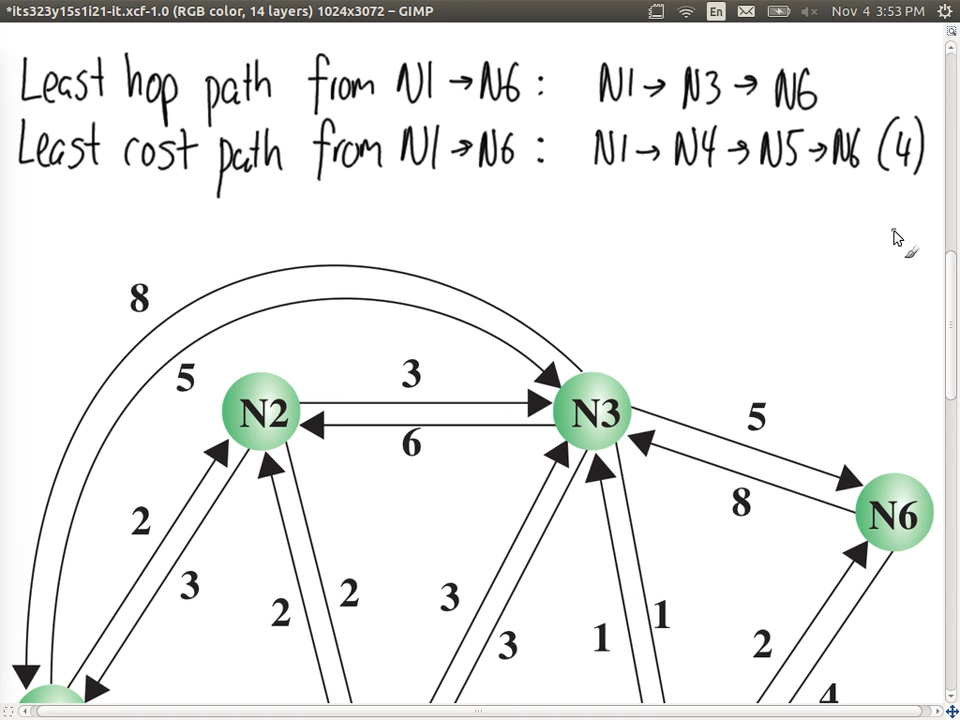 *its323y15s1i21-it.xcf-1.0 (RGB color, 14 layers) 1024x3072 – GIMP
En
Nov 4 3:53 PM
Least hop path from N1 → N6 : N1 → N3 → N6
Least cost path from N1 → N6 : N1 → N4 → N5 → N6 (4)
8
5
3
N2
N3
6
5
8
N6
2
3
2
2
3
3
1
1
2
4